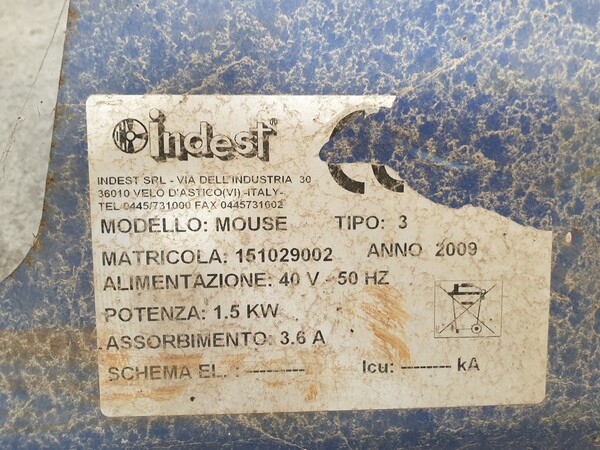 indest®
INDEST SRL - VIA DELL'INDUSTRIA 30
36010 VELO D'ASTICO(VI) -ITALY-
TEL 0445/731000 FAX 0445731002
MODELLO: MOUSE TIPO: 3
MATRICOLA: 151029002 ANNO 2009
ALIMENTAZIONE: 40 V - 50 HZ
POTENZA: 1.5 KW
ASSORBIMENTO: 3.6 A
SCHEMA EL. : --------- Icu: -------- kA